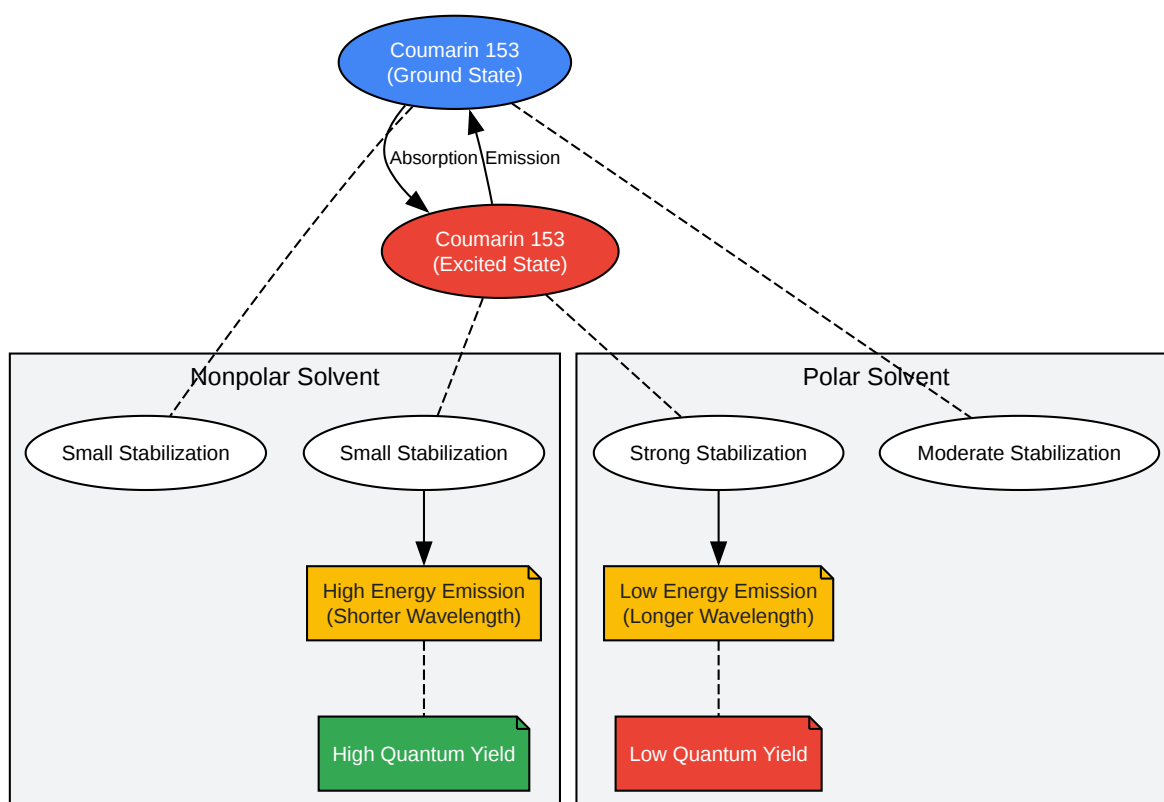 Coumarin 153
(Ground State)
Absorption
Emission
Coumarin 153
(Excited State)
Nonpolar Solvent
Polar Solvent
Small Stabilization
Small Stabilization
Strong Stabilization
Moderate Stabilization
High Energy Emission
(Shorter Wavelength)
Low Energy Emission
(Longer Wavelength)
High Quantum Yield
Low Quantum Yield